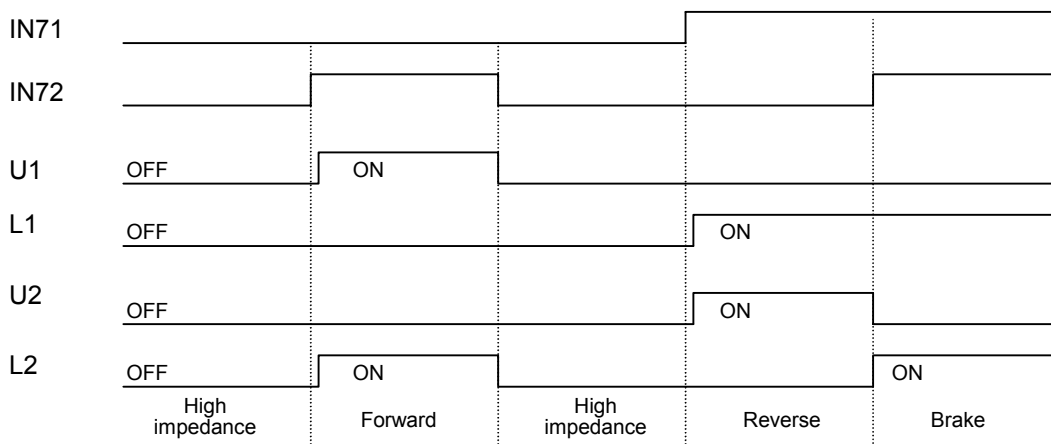 IN71
IN72
U1
OFF
ON
L1
OFF
ON
U2
OFF
ON
L2
OFF
ON
ON
High
impedance
Forward
High
impedance
Reverse
Brake